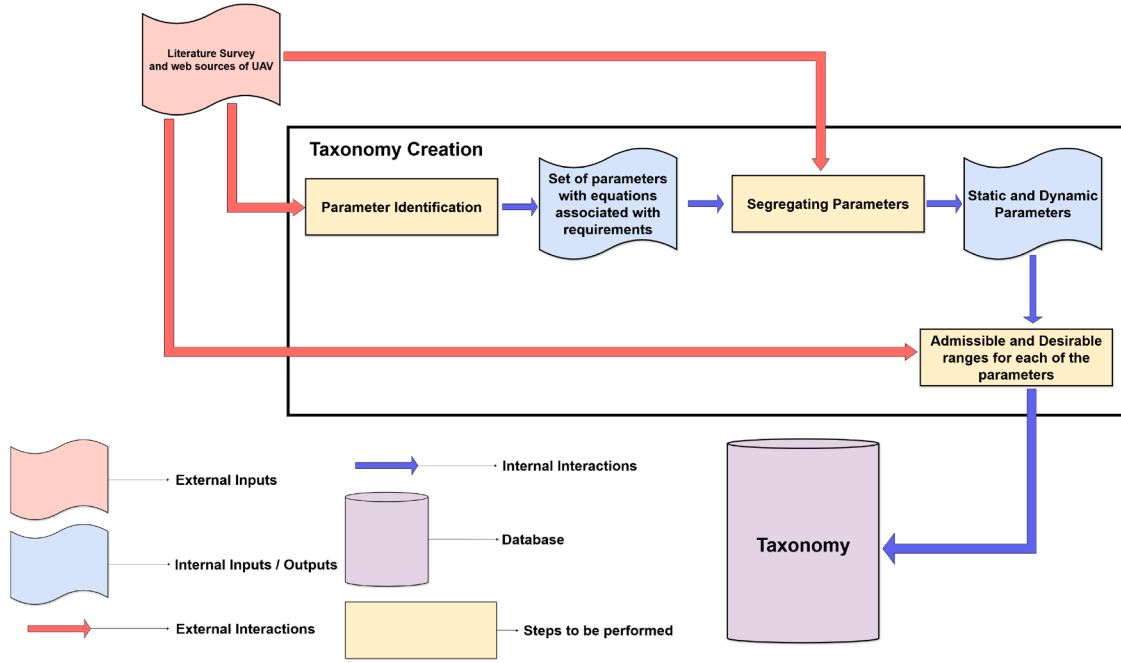 Literature Survey
and web sources of UAV
Taxonomy Creation
Parameter Identification
Set of parameters
with equations
associated with
requirements
Segregating Parameters
Static and Dynamic
Parameters
Admissible and Desirable
ranges for each of the
parameters
External Inputs
Internal Interactions
Database
Internal Inputs / Outputs
External Interactions
Steps to be performed
Taxonomy